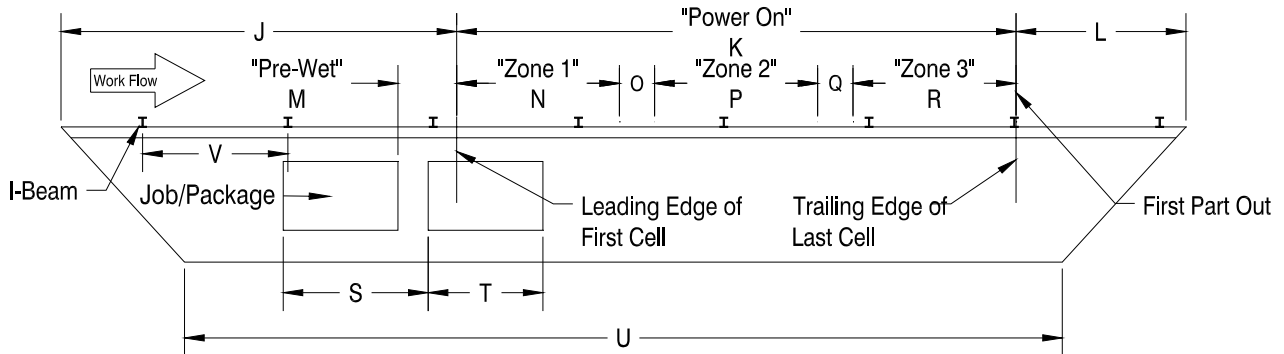 "Power On"
J
K
L
Work Flow
"Pre-Wet"
M
"Zone 1"
N
O
"Zone 2"
P
Q
"Zone 3"
R
V
I-Beam
Job/Package
Leading Edge of
First Cell
Trailing Edge of
Last Cell
First Part Out
S
T
U